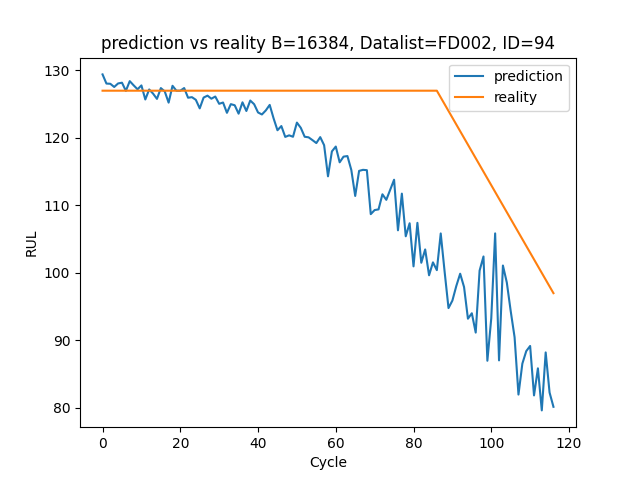 prediction vs reality B=16384, Datalist=FD002, ID=94
prediction
reality
RUL
130
120
110
100
90
80
0 20 40 60 80 100 120
Cycle